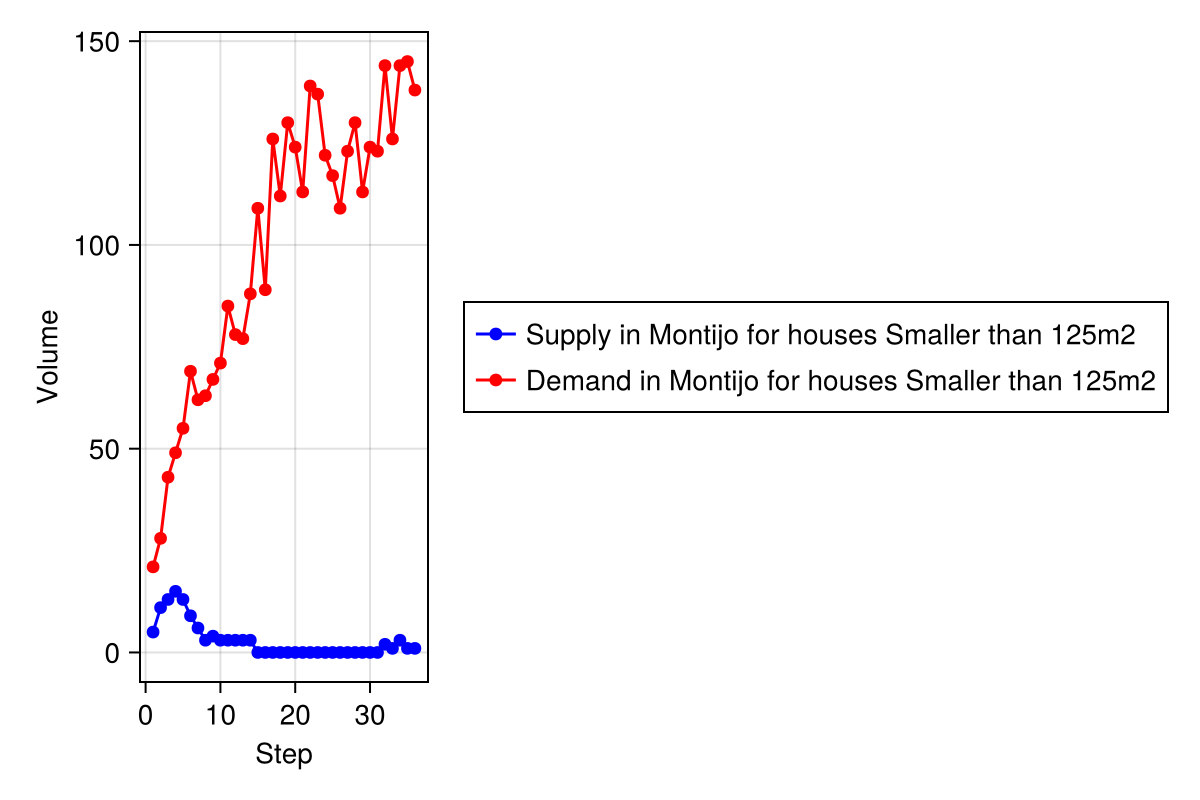 150
100
50
0
Volume
0 10 20 30
Step
Supply in Montijo for houses Smaller than 125m2
Demand in Montijo for houses Smaller than 125m2